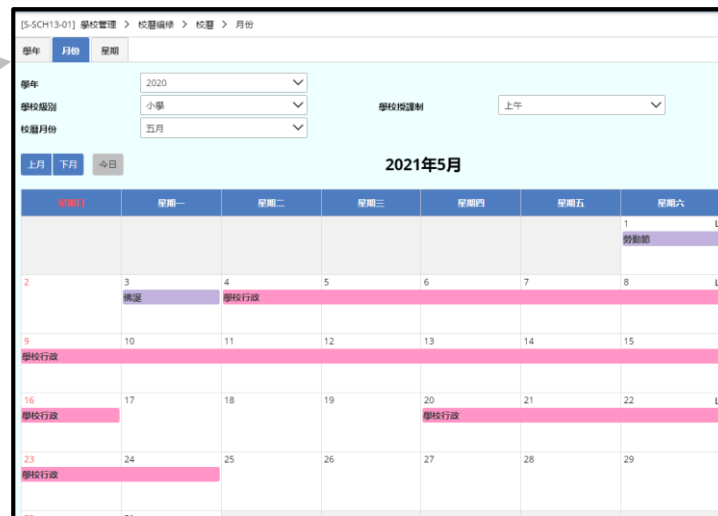 [S-SCH13-01] 學校管理 > 校曆編修 > 校曆 > 月份
學年 月份 星期
學年 2020
學校級別 小學 學校授課制 上午
校曆月份 五月
上月 下月 今日 2021年5月
星期日 星期一 星期二 星期三 星期四 星期五 星期六
1
勞動節
2 3 4 5 6 7 8
佛誕 學校行政
9 10 11 12 13 14 15
學校行政
16 17 18 19 20 21 22
學校行政 學校行政
23 24 25 26 27 28 29
學校行政